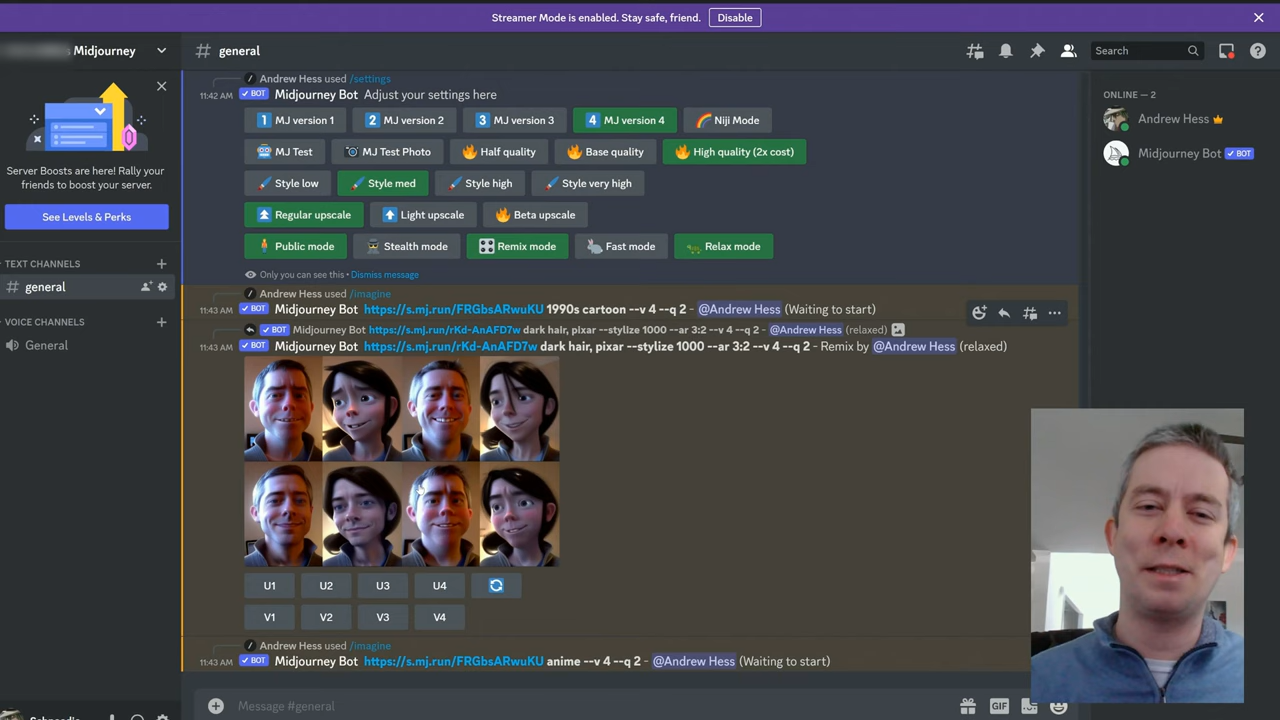 Streamer Mode is enabled. Stay safe, friend. Disable
Midjourney
general
Search
Server Boosts are here! Rally your
friends to boost your server.
See Levels & Perks
TEXT CHANNELS
general
VOICE CHANNELS
General
Andrew Hess used /settings
11:42 AM BOT Midjourney Bot Adjust your settings here
1 MJ version 1 2 MJ version 2 3 MJ version 3 4 MJ version 4 Niji Mode
MJ Test MJ Test Photo Half quality Base quality High quality (2x cost)
Style low Style med Style high Style very high
Regular upscale Light upscale Beta upscale
Public mode Stealth mode Remix mode Fast mode Relax mode
Only you can see this • Dismiss message
Andrew Hess used /imagine
11:43 AM BOT Midjourney Bot https://s.mj.run/FRGbsARwuKU 1990s cartoon --v 4 --q 2 - @Andrew Hess (Waiting to start)
BOT Midjourney Bot https://s.mj.run/rKd-AnAFD7w dark hair, pixar --stylize 1000 --ar 3:2 --v 4 --q 2 - @Andrew Hess (relaxed)
11:43 AM BOT Midjourney Bot https://s.mj.run/rKd-AnAFD7w dark hair, pixar --stylize 1000 --ar 3:2 --v 4 --q 2 - Remix by @Andrew Hess (relaxed)
U1 U2 U3 U4
V1 V2 V3 V4
Andrew Hess used /imagine
11:43 AM BOT Midjourney Bot https://s.mj.run/FRGbsARwuKU anime --v 4 --q 2 - @Andrew Hess (Waiting to start)
Message #general
GIF
ONLINE — 2
Andrew Hess
Midjourney Bot BOT